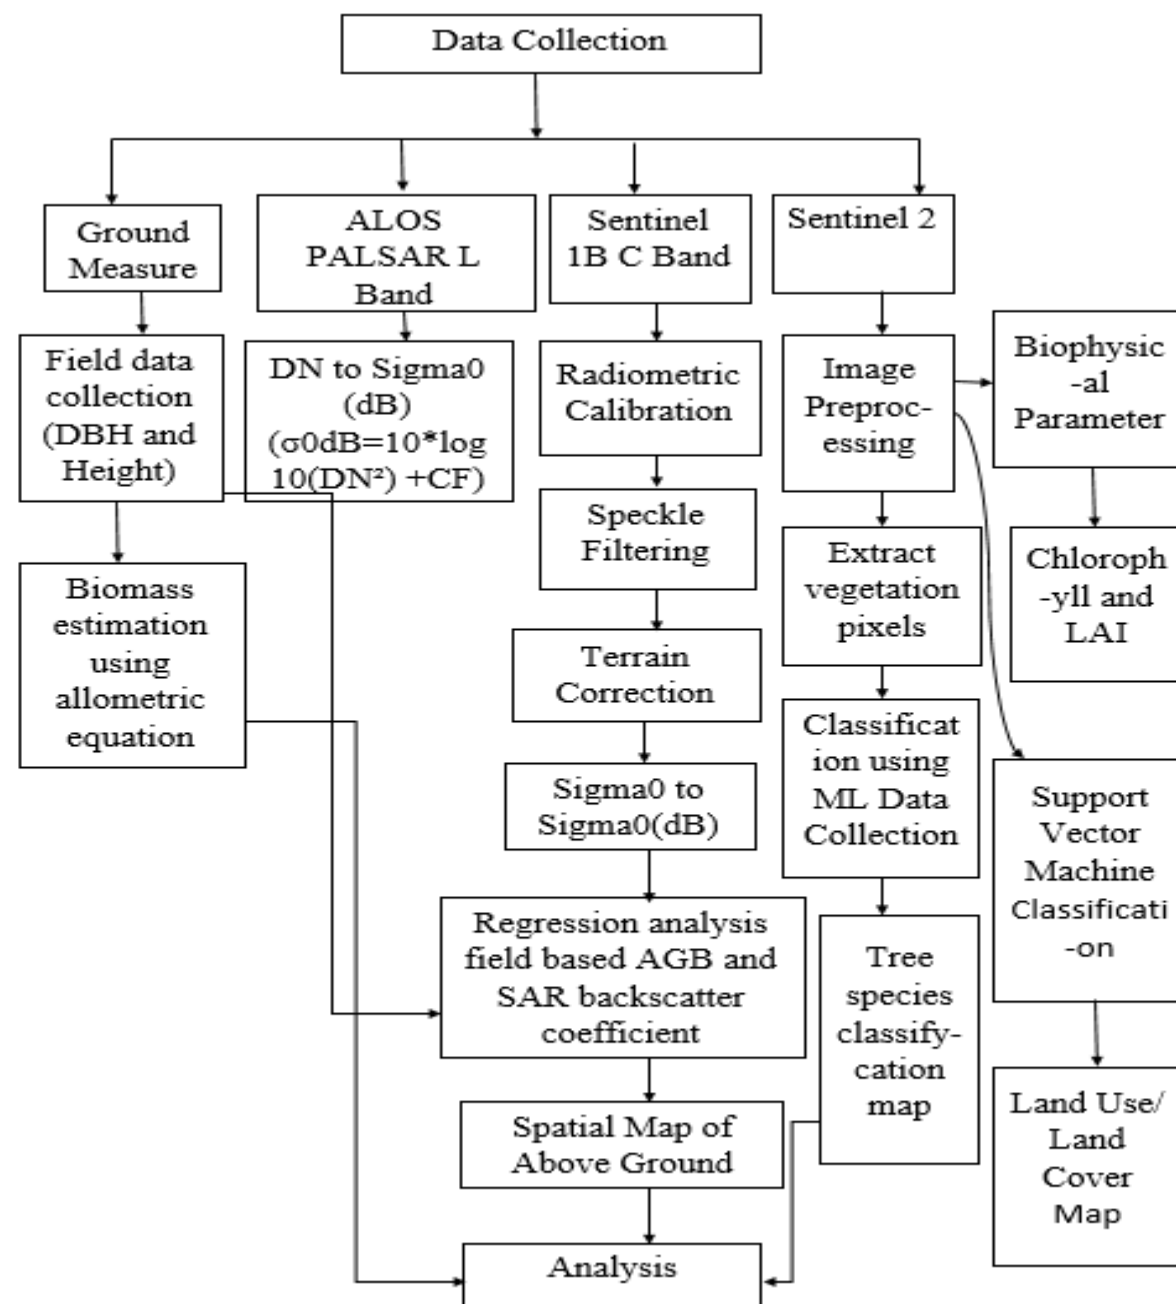 Data Collection
Ground
Measure
ALOS
PALSAR L
Band
Sentinel
1B C Band
Sentinel 2
Field data
collection
(DBH and
Height)
DN to Sigma0
(dB)
(σ0dB=10*log
10(DN²) +CF)
Radiometric
Calibration
Image
Preproc-
essing
Biophysic
-al
Parameter
Speckle
Filtering
Extract
vegetation
pixels
Chloroph
-yll and
LAI
Biomass
estimation
using
allometric
equation
Terrain
Correction
Classificat
ion using
ML Data
Collection
Sigma0 to
Sigma0(dB)
Support
Vector
Machine
Classificati
-on
Regression analysis
field based AGB and
SAR backscatter
coefficient
Tree
species
classify-
cation
map
Spatial Map of
Above Ground
Land Use/
Land
Cover
Map
Analysis